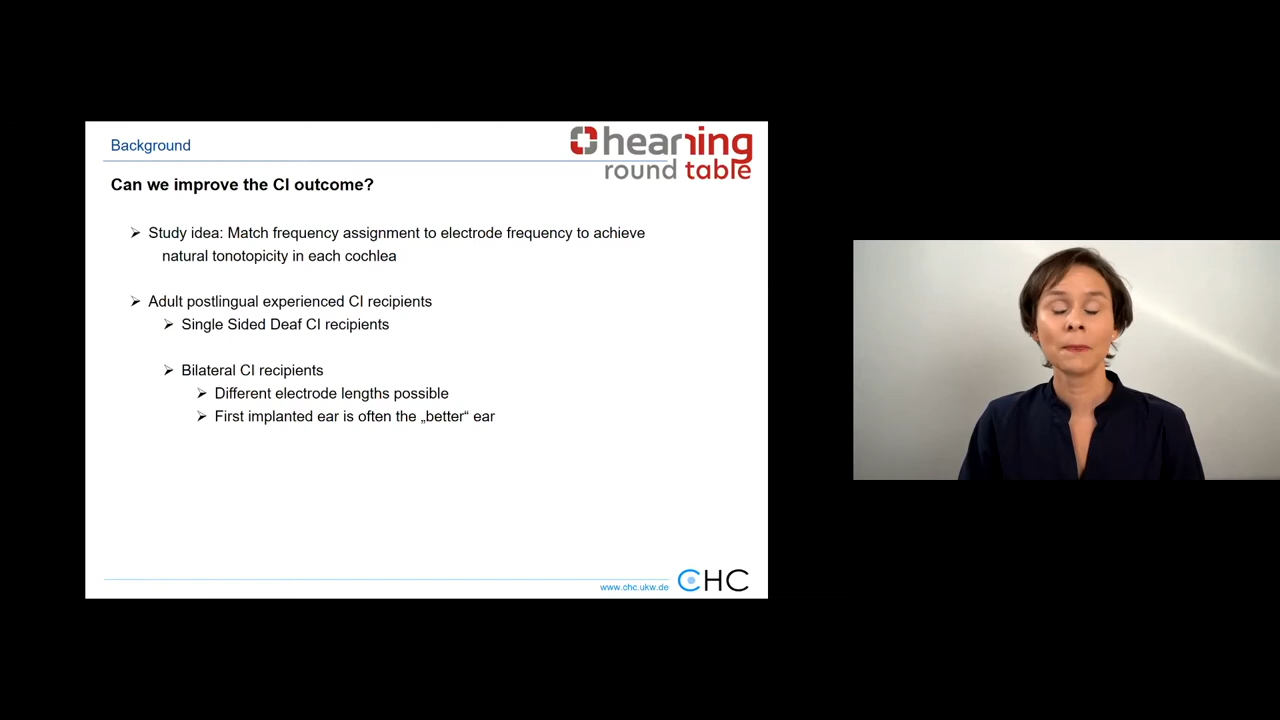 Background
hearring
round table
Can we improve the CI outcome?
Study idea: Match frequency assignment to electrode frequency to achieve
natural tonotopicity in each cochlea
Adult postlingual experienced CI recipients
Single Sided Deaf CI recipients
Bilateral CI recipients
Different electrode lengths possible
First implanted ear is often the „better“ ear
www.chc.ukw.de
CHC